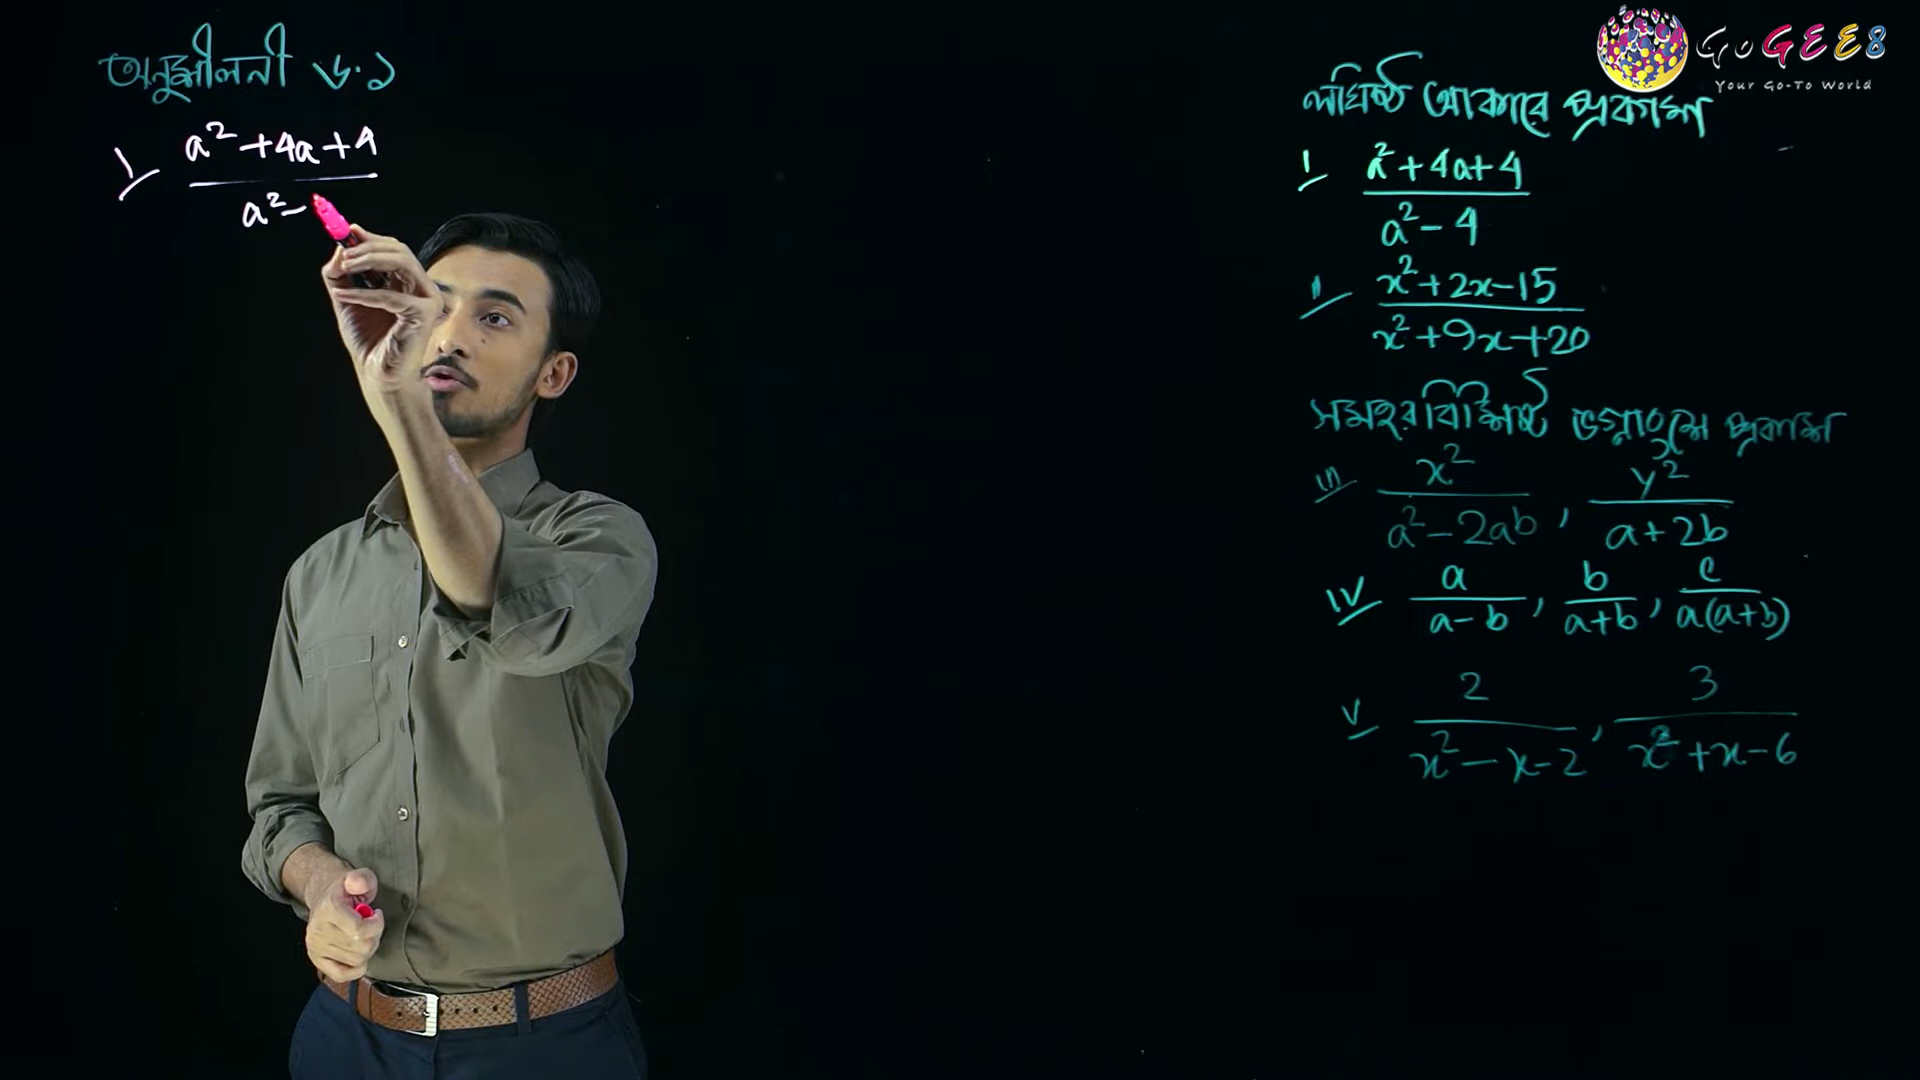 অনুশীলনী ৬.১
১ a² + 4a + 4
a² −
GoGEE8
Your Go-To World
লঘিষ্ঠ আকারে প্রকাশ
i a² + 4a + 4
a² − 4
ii x² + 2x − 15
x² + 9x + 20
সমহরবিশিষ্ট ভগ্নাংশে প্রকাশ
iii x² y²
a² − 2ab , a + 2b
iv a b c
a − b , a + b , a(a+b)
v 2 3
x² − x − 2 , x² + x − 6